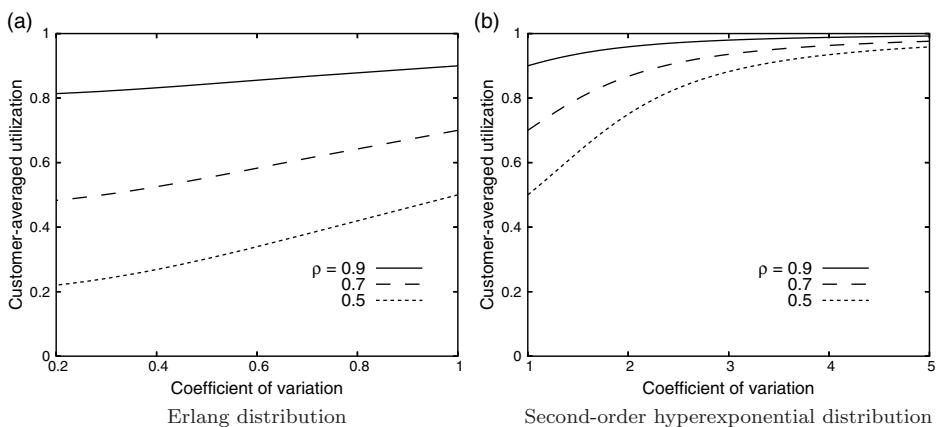 (a)
1
0.8
0.6
0.4
0.2
0
Customer-averaged utilization
ρ = 0.9
0.7
0.5
0.2 0.4 0.6 0.8 1
Coefficient of variation
Erlang distribution
(b)
1
0.8
0.6
0.4
0.2
0
Customer-averaged utilization
ρ = 0.9
0.7
0.5
1 2 3 4 5
Coefficient of variation
Second-order hyperexponential distribution